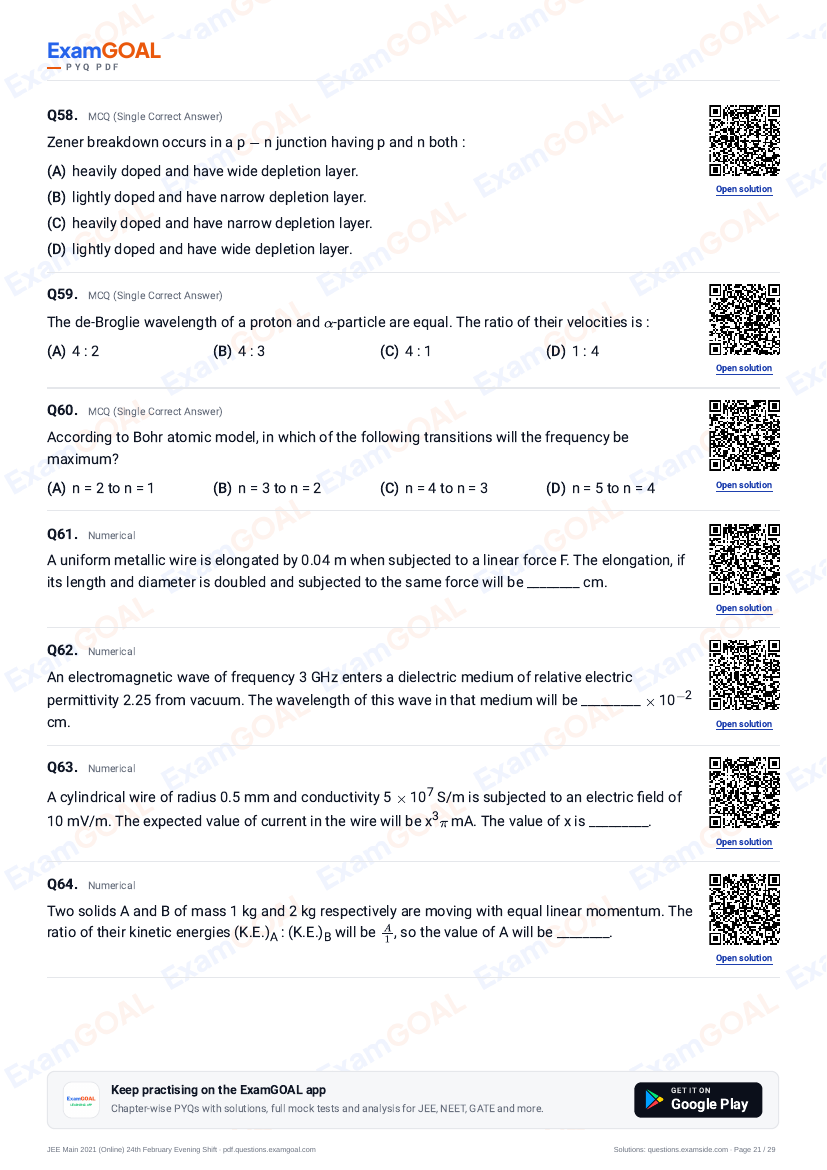 ExamGOAL
PYQ PDF
Q58. MCQ (Single Correct Answer)
Zener breakdown occurs in a p − n junction having p and n both :
(A) heavily doped and have wide depletion layer.
(B) lightly doped and have narrow depletion layer.
(C) heavily doped and have narrow depletion layer.
(D) lightly doped and have wide depletion layer.
Open solution
Q59. MCQ (Single Correct Answer)
The de-Broglie wavelength of a proton and α-particle are equal. The ratio of their velocities is :
(A) 4 : 2 (B) 4 : 3 (C) 4 : 1 (D) 1 : 4
Open solution
Q60. MCQ (Single Correct Answer)
According to Bohr atomic model, in which of the following transitions will the frequency be
maximum?
(A) n = 2 to n = 1 (B) n = 3 to n = 2 (C) n = 4 to n = 3 (D) n = 5 to n = 4
Open solution
Q61. Numerical
A uniform metallic wire is elongated by 0.04 m when subjected to a linear force F. The elongation, if
its length and diameter is doubled and subjected to the same force will be ________ cm.
Open solution
Q62. Numerical
An electromagnetic wave of frequency 3 GHz enters a dielectric medium of relative electric
permittivity 2.25 from vacuum. The wavelength of this wave in that medium will be _________ × 10⁻²
cm.
Open solution
Q63. Numerical
A cylindrical wire of radius 0.5 mm and conductivity 5 × 10⁷ S/m is subjected to an electric field of
10 mV/m. The expected value of current in the wire will be x³π mA. The value of x is _________.
Open solution
Q64. Numerical
Two solids A and B of mass 1 kg and 2 kg respectively are moving with equal linear momentum. The
ratio of their kinetic energies (K.E.)_A : (K.E.)_B will be A/1, so the value of A will be ________.
Open solution
Keep practising on the ExamGOAL app
Chapter-wise PYQs with solutions, full mock tests and analysis for JEE, NEET, GATE and more.
GET IT ON
Google Play
JEE Main 2021 (Online) 24th February Evening Shift · pdf.questions.examgoal.com
Solutions: questions.examside.com · Page 21 / 29